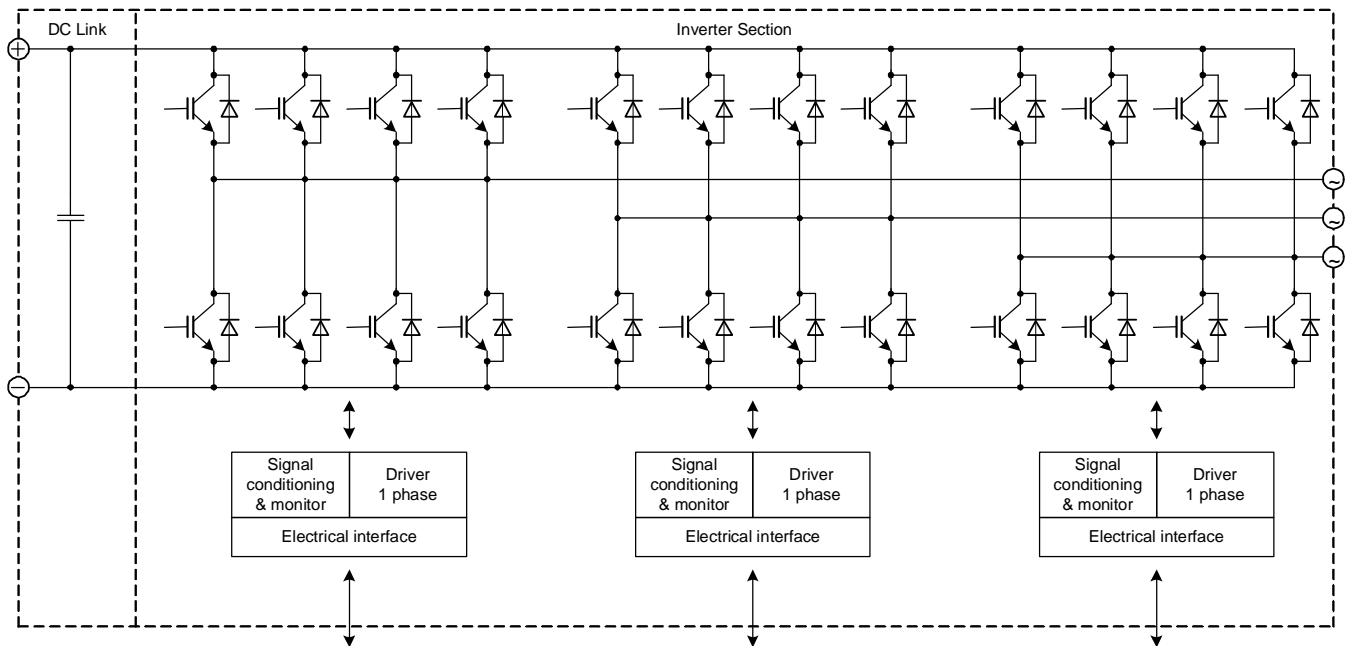 DC Link
Inverter Section
+
~
~
~
−
Signal
conditioning
& monitor
Driver
1 phase
Electrical interface
Signal
conditioning
& monitor
Driver
1 phase
Electrical interface
Signal
conditioning
& monitor
Driver
1 phase
Electrical interface